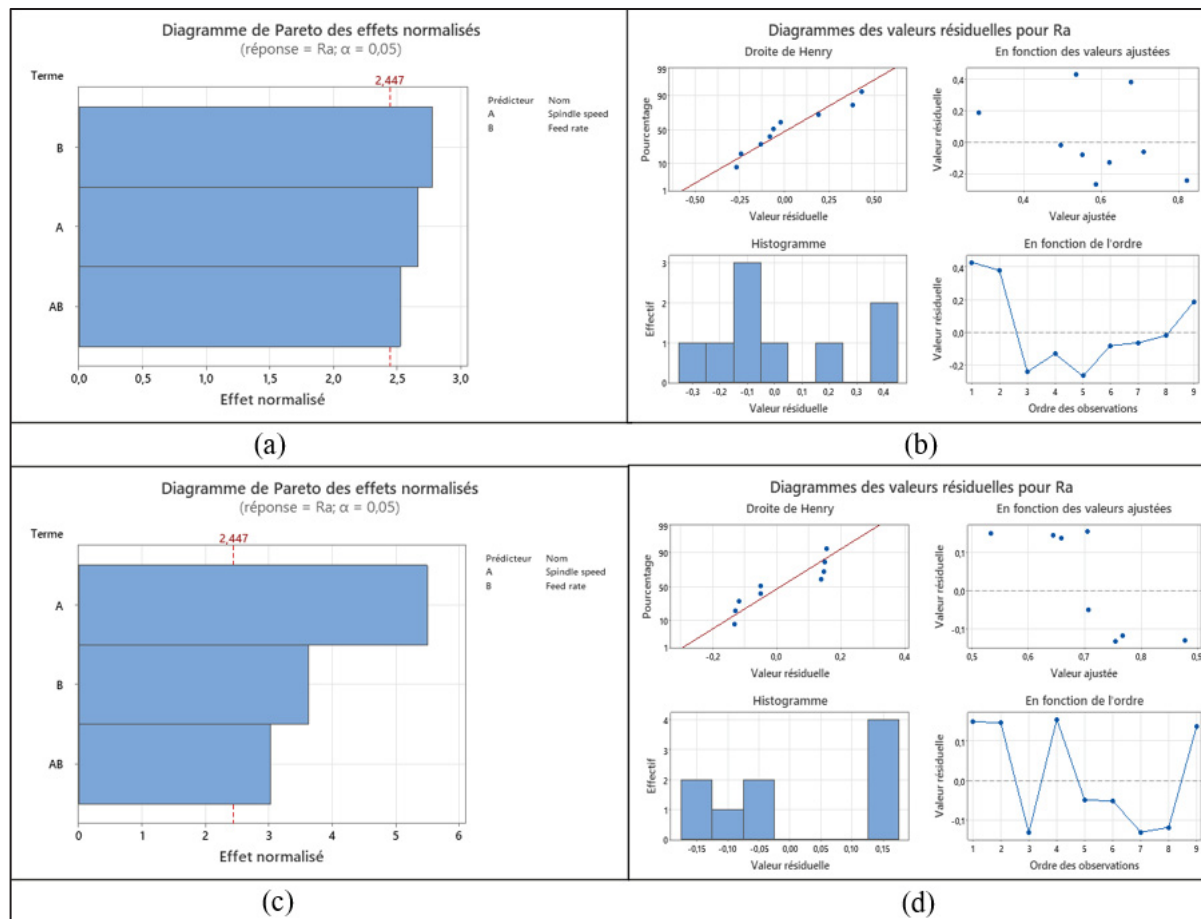 Diagramme de Pareto des effets normalisés
(réponse = Ra; α = 0,05)
Terme
2,447
Prédicteur Nom
A Spindle speed
B Feed rate
B
A
AB
0,0 0,5 1,0 1,5 2,0 2,5 3,0
Effet normalisé
(a)
Diagrammes des valeurs résiduelles pour Ra
Droite de Henry
Pourcentage
99
90
50
10
1
-0,50 -0,25 0,00 0,25 0,50
Valeur résiduelle
En fonction des valeurs ajustées
Valeur résiduelle
0,4
0,2
0,0
-0,2
0,4 0,6 0,8
Valeur ajustée
Histogramme
Effectif
3
2
1
0
-0,3 -0,2 -0,1 0,0 0,1 0,2 0,3 0,4
Valeur résiduelle
En fonction de l'ordre
Valeur résiduelle
0,4
0,2
0,0
-0,2
1 2 3 4 5 6 7 8 9
Ordre des observations
(b)
Diagramme de Pareto des effets normalisés
(réponse = Ra; α = 0,05)
Terme
2,447
Prédicteur Nom
A Spindle speed
B Feed rate
A
B
AB
0 1 2 3 4 5 6
Effet normalisé
(c)
Diagrammes des valeurs résiduelles pour Ra
Droite de Henry
Pourcentage
99
90
50
10
1
-0,2 0,0 0,2 0,4
Valeur résiduelle
En fonction des valeurs ajustées
Valeur résiduelle
0,1
0,0
-0,1
0,5 0,6 0,7 0,8 0,9
Valeur ajustée
Histogramme
Effectif
4
3
2
1
0
-0,15 -0,10 -0,05 0,00 0,05 0,10 0,15
Valeur résiduelle
En fonction de l'ordre
Valeur résiduelle
0,1
0,0
-0,1
1 2 3 4 5 6 7 8 9
Ordre des observations
(d)